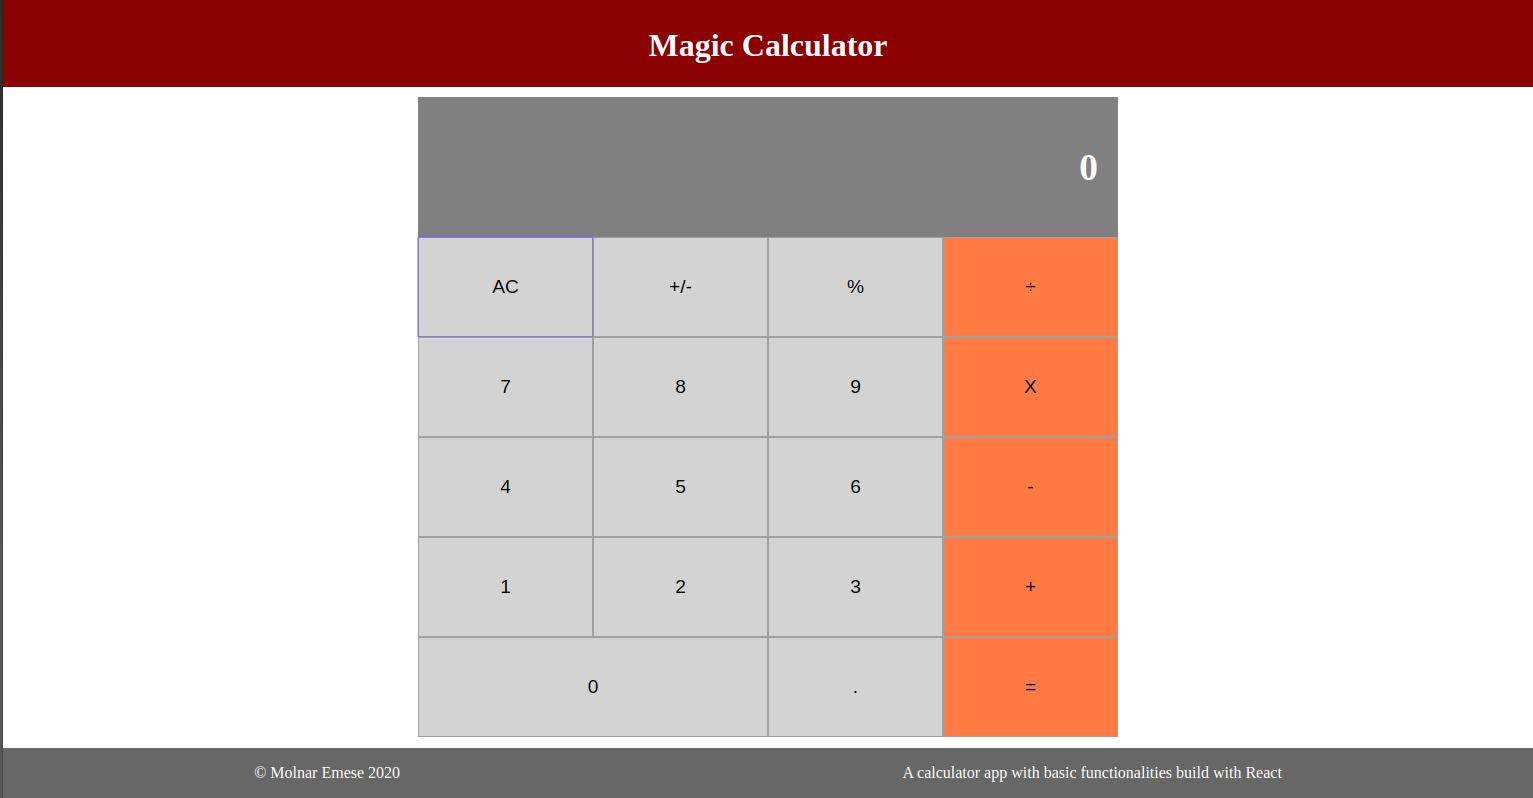 Magic Calculator
0
AC +/- % ÷
7 8 9 X
4 5 6 -
1 2 3 +
0 . =
© Molnar Emese 2020 A calculator app with basic functionalities build with React